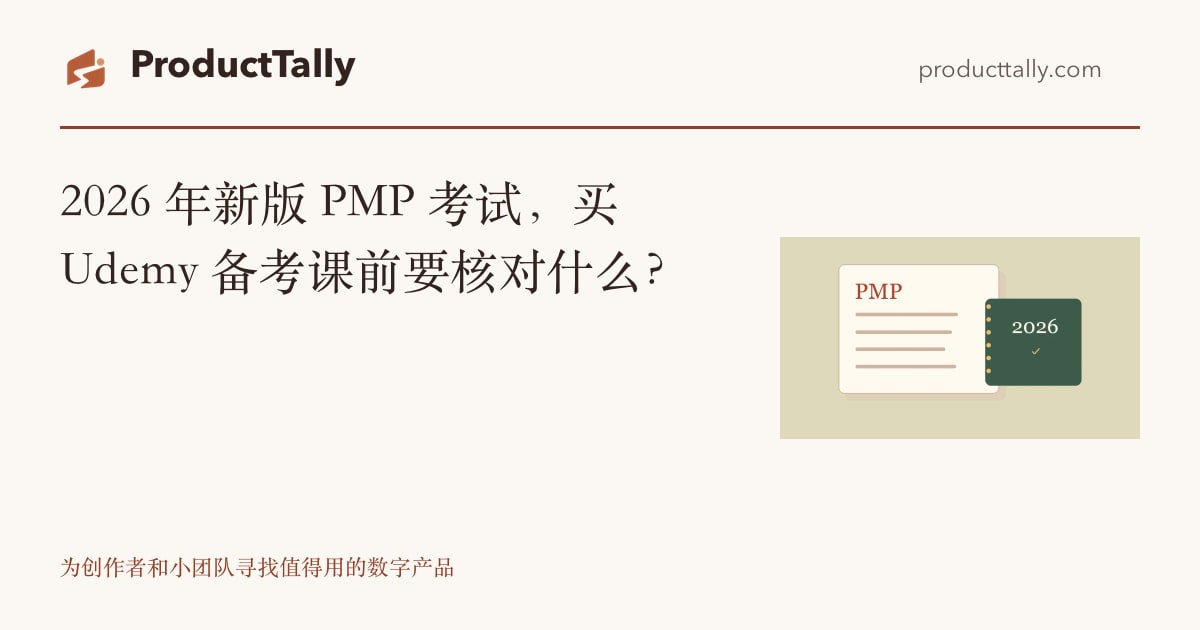 ProductTally
producttally.com
2026 年新版 PMP 考试，买
Udemy 备考课前要核对什么？
PMP
2026
为创作者和小团队寻找值得用的数字产品